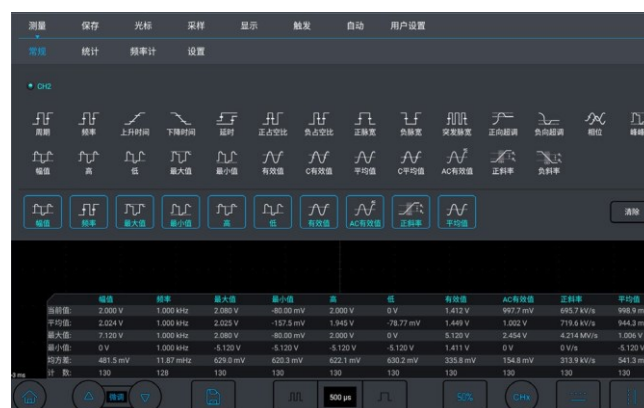 测量 保存 光标 采样 显示 触发 自动 用户设置
常规 统计 频率计 设置
CH2
周期 频率 上升时间 下降时间 延时 正占空比 负占空比 正脉宽 负脉宽 突发脉宽 正向超调 负向超调 相位 峰峰
幅值 高 低 最大值 最小值 有效值 C有效值 平均值 C平均值 AC有效值 正斜率 负斜率
幅值 频率 最大值 最小值 高 低 有效值 AC有效值 正斜率 平均值 清除
幅值 频率 最大值 最小值 高 低 有效值 AC有效值 正斜率 平均值
当前值: 2.000 V 1.000 kHz 2.080 V -80.00 mV 2.000 V 0 V 1.412 V 997.7 mV 695.7 kV/s 998.9 m
平均值: 2.024 V 1.000 kHz 2.025 V -157.5 mV 1.945 V -78.77 mV 1.449 V 1.002 V 719.6 kV/s 944.3 m
最大值: 7.120 V 1.000 kHz 2.080 V -80.00 mV 2.000 V 0 V 5.120 V 2.454 V 4.214 MV/s 1.006 V
最小值: 0 V 1.000 kHz -5.120 V -5.120 V -5.120 V -5.120 V 1.411 V 0 V 0 V/s -5.120 V
均方差: 481.5 mV 11.87 mHz 629.0 mV 620.3 mV 622.1 mV 630.2 mV 335.8 mV 154.8 mV 313.9 kV/s 541.3 m
计 数: 130 128 130 130 130 130 130 130 130 130
微调 500 μs 50% CHx